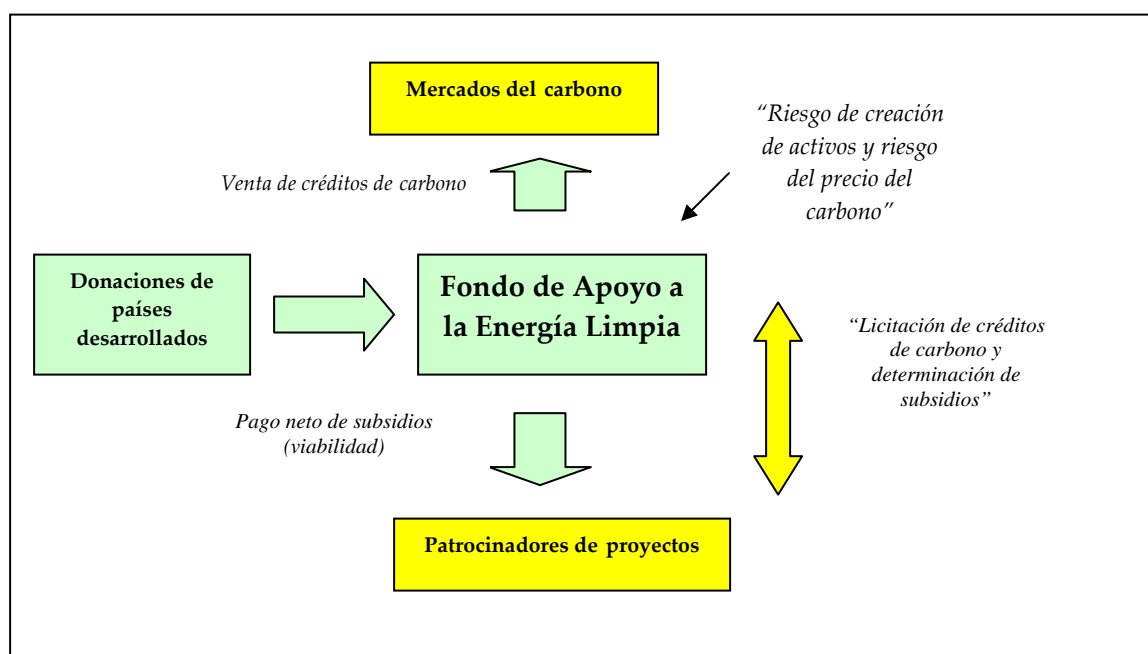 Mercados del carbono
“Riesgo de creación
de activos y riesgo
del precio del
carbono”
Venta de créditos de carbono
Donaciones de
países
desarrollados
Fondo de Apoyo a
la Energía Limpia
“Licitación de créditos
de carbono y
determinación de
subsidios”
Pago neto de subsidios
(viabilidad)
Patrocinadores de proyectos